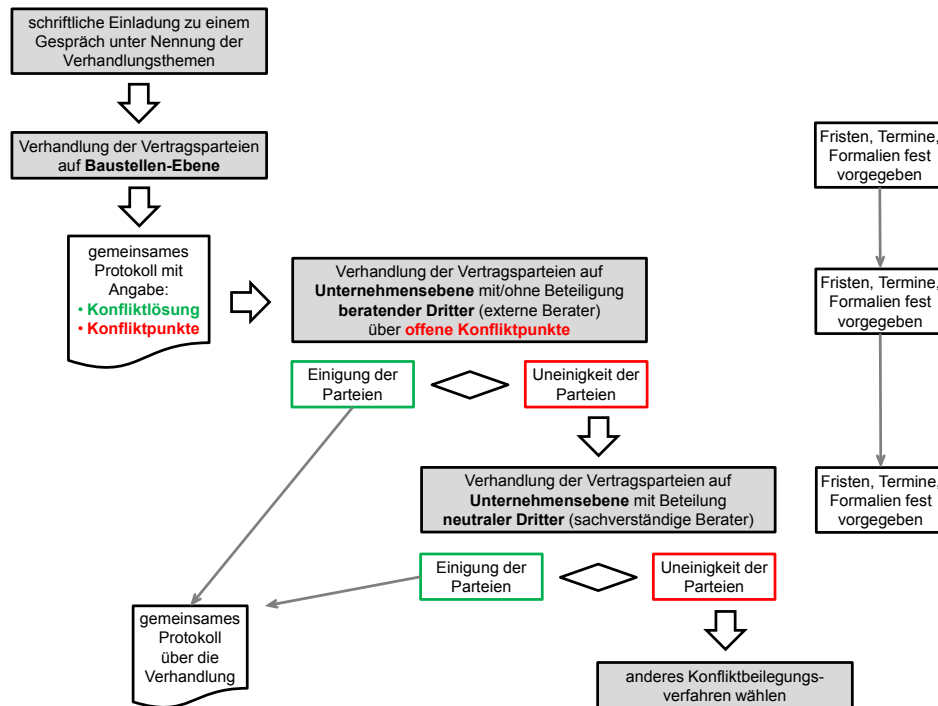 schriftliche Einladung zu einem
Gespräch unter Nennung der
Verhandlungsthemen
Verhandlung der Vertragsparteien
auf Baustellen-Ebene
Fristen, Termine,
Formalien fest
vorgegeben
gemeinsames
Protokoll mit
Angabe:
• Konfliktlösung
• Konfliktpunkte
Verhandlung der Vertragsparteien auf
Unternehmensebene mit/ohne Beteiligung
beratender Dritter (externe Berater)
über offene Konfliktpunkte
Fristen, Termine,
Formalien fest
vorgegeben
Einigung der
Parteien
Uneinigkeit der
Parteien
Verhandlung der Vertragsparteien auf
Unternehmensebene mit Beteilung
neutraler Dritter (sachverständige Berater)
Fristen, Termine,
Formalien fest
vorgegeben
Einigung der
Parteien
Uneinigkeit der
Parteien
gemeinsames
Protokoll
über die
Verhandlung
anderes Konfliktbeilegungs-
verfahren wählen